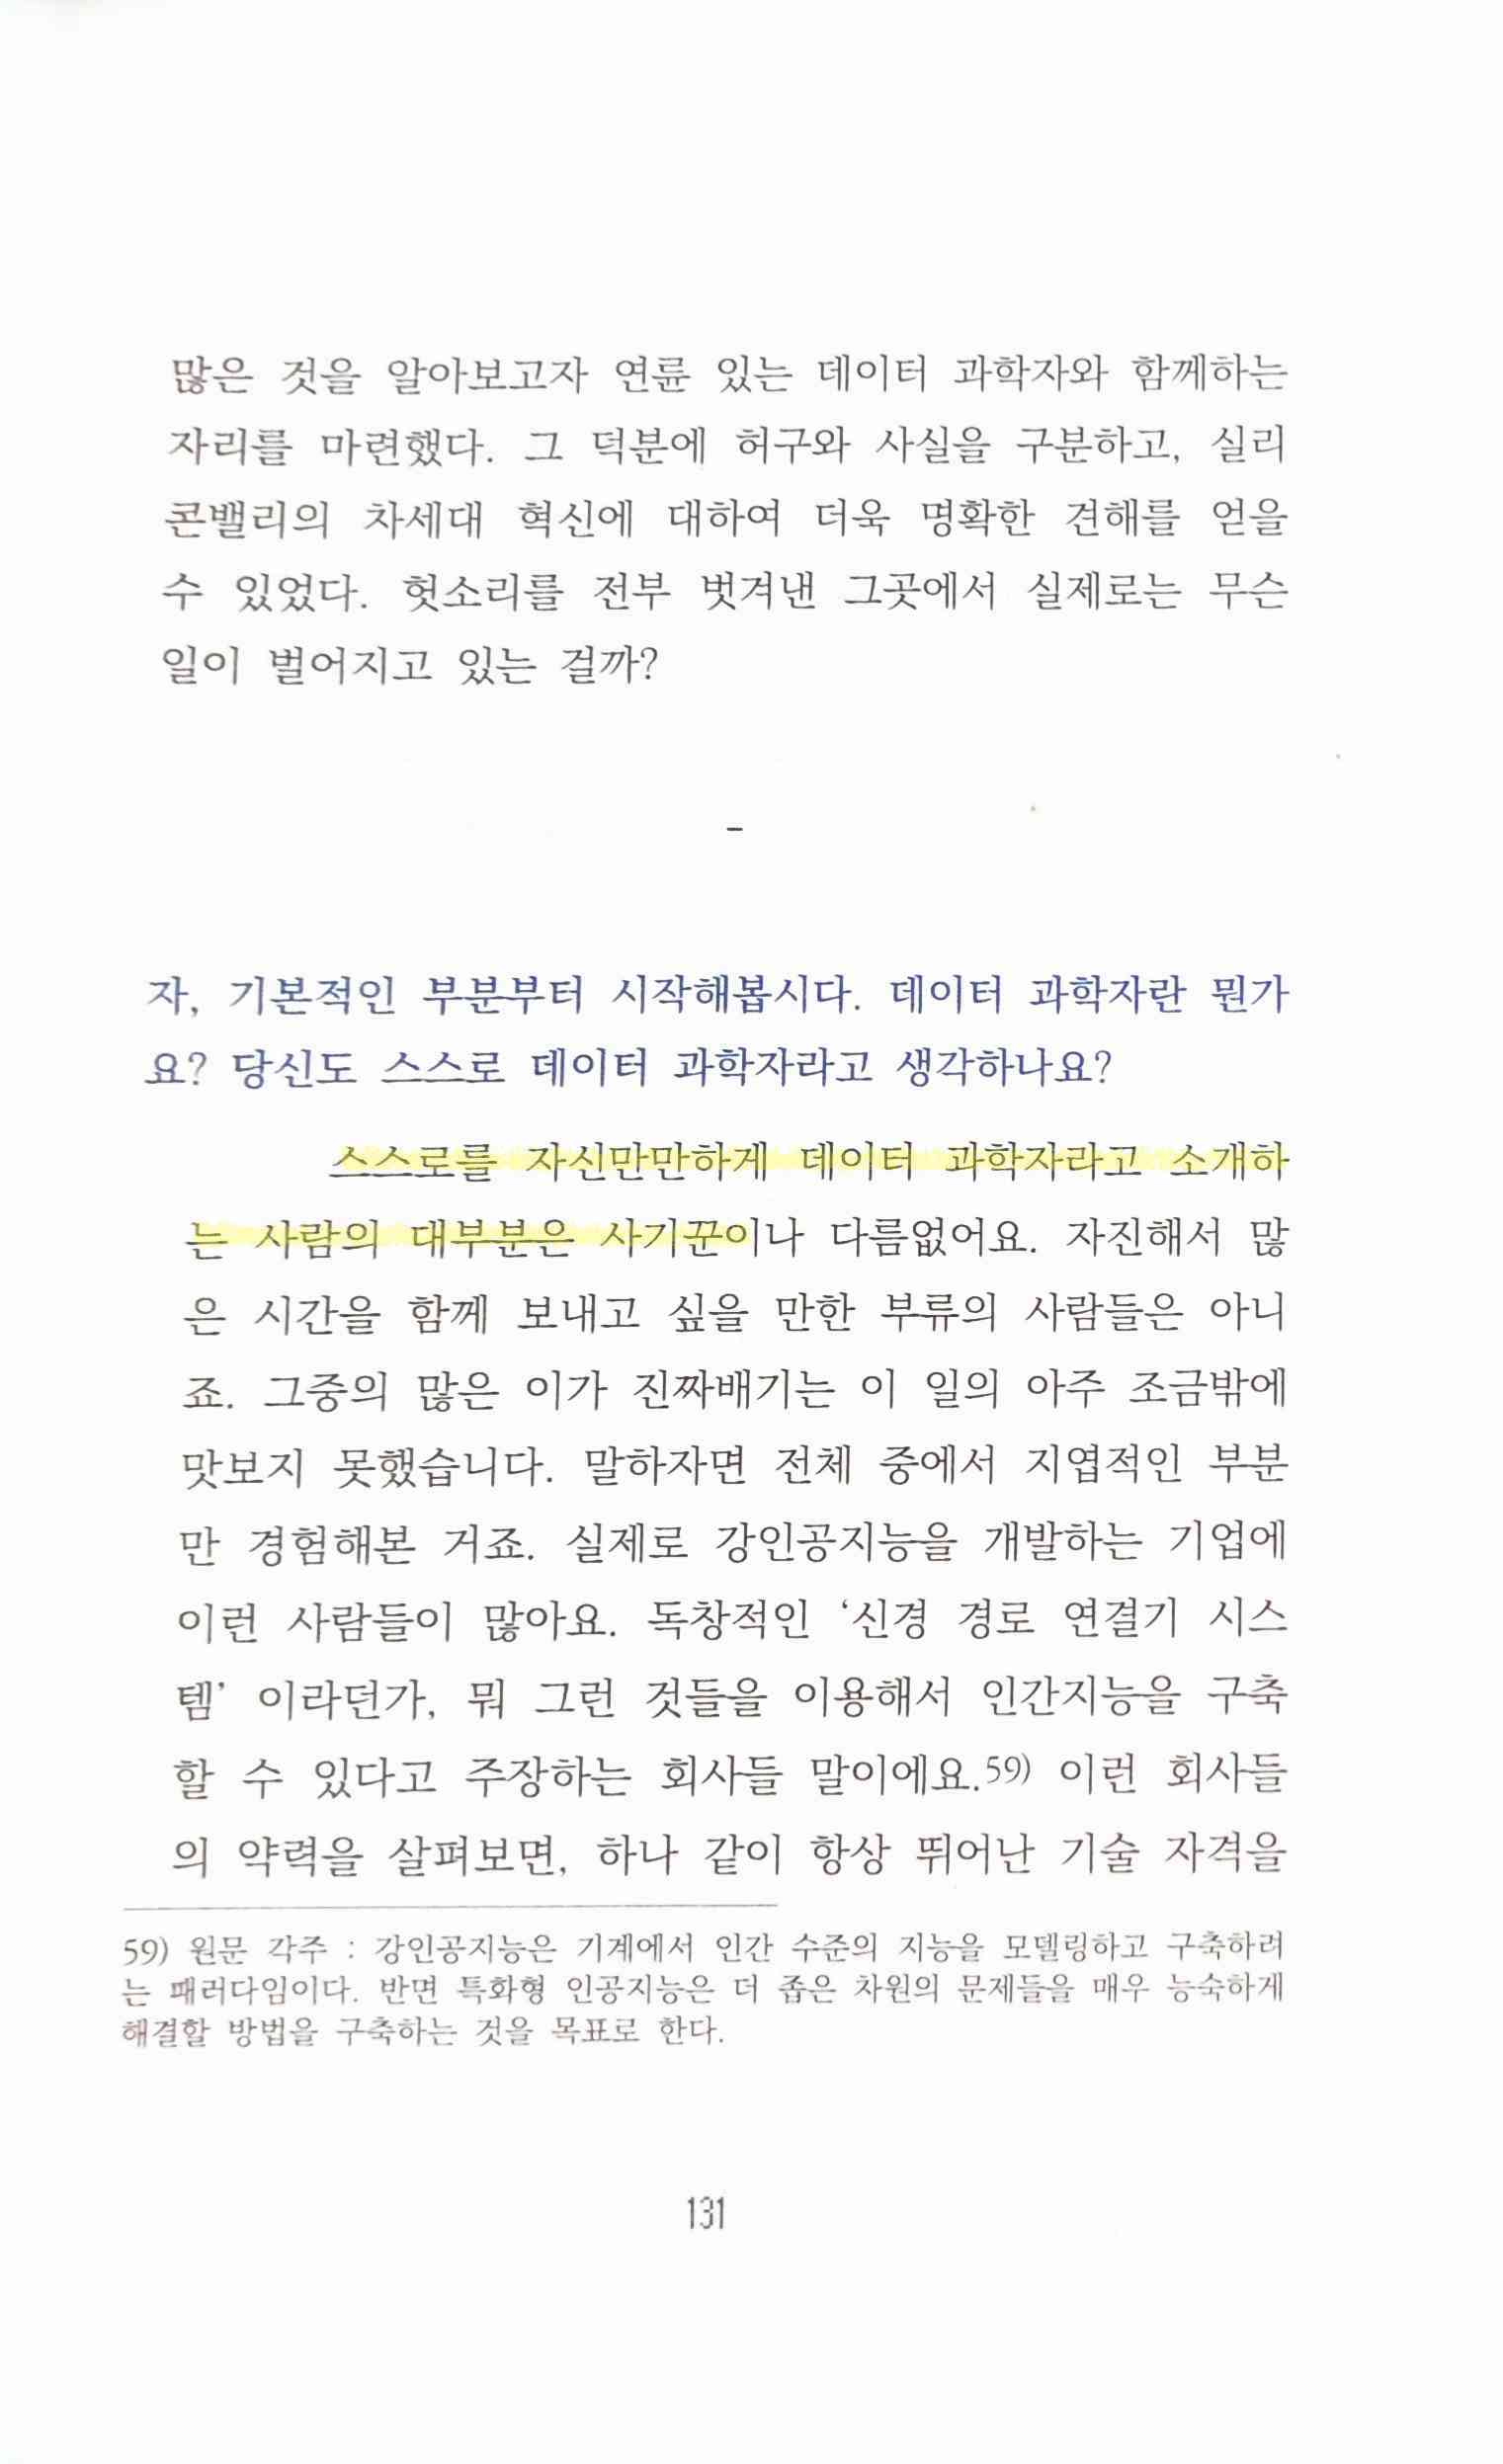 많은 것을 알아보고자 연륜 있는 데이터 과학자와 함께하는
자리를 마련했다. 그 덕분에 허구와 사실을 구분하고, 실리
콘밸리의 차세대 혁신에 대하여 더욱 명확한 견해를 얻을
수 있었다. 헛소리를 전부 벗겨낸 그곳에서 실제로는 무슨
일이 벌어지고 있는 걸까?
-
자, 기본적인 부분부터 시작해봅시다. 데이터 과학자란 뭔가
요? 당신도 스스로 데이터 과학자라고 생각하나요?
스스로를 자신만만하게 데이터 과학자라고 소개하
는 사람의 대부분은 사기꾼이나 다름없어요. 자진해서 많
은 시간을 함께 보내고 싶을 만한 부류의 사람들은 아니
죠. 그중의 많은 이가 진짜배기는 이 일의 아주 조금밖에
맛보지 못했습니다. 말하자면 전체 중에서 지엽적인 부분
만 경험해본 거죠. 실제로 강인공지능을 개발하는 기업에
이런 사람들이 많아요. 독창적인 ‘신경 경로 연결기 시스
템’ 이라던가, 뭐 그런 것들을 이용해서 인간지능을 구축
할 수 있다고 주장하는 회사들 말이에요.59) 이런 회사들
의 약력을 살펴보면, 하나 같이 항상 뛰어난 기술 자격을
59) 원문 각주 : 강인공지능은 기계에서 인간 수준의 지능을 모델링하고 구축하려
는 패러다임이다. 반면 특화형 인공지능은 더 좁은 차원의 문제들을 매우 능숙하게
해결할 방법을 구축하는 것을 목표로 한다.
131